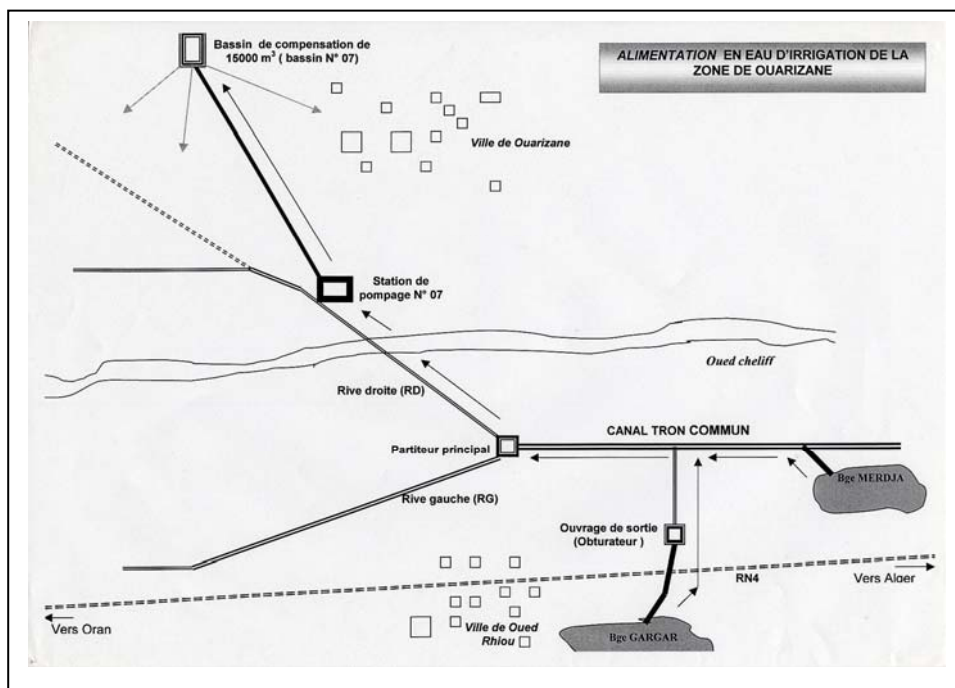 Bassin de compensation de
15000 m³ ( bassin N° 07)
ALIMENTATION EN EAU D'IRRIGATION DE LA
ZONE DE OUARIZANE
Ville de Ouarizane
Station de
pompage N° 07
Oued cheliff
Rive droite (RD)
CANAL TRON COMMUN
Partiteur principal
Bge MERDJA
Rive gauche (RG)
Ouvrage de sortie
(Obturateur )
RN4
Vers Alger
Vers Oran
Ville de Oued
Rhiou
Bge GARGAR